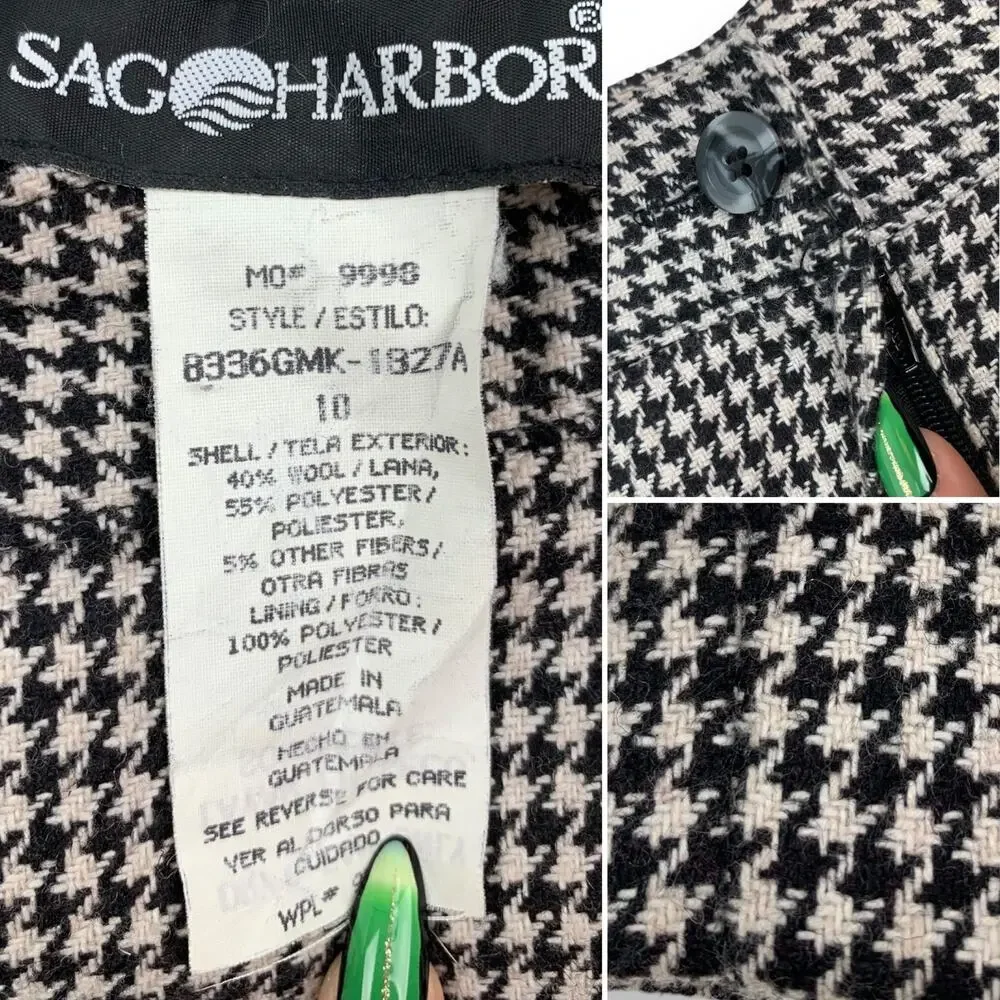 SAG HARBOR®
MO# 9998
STYLE / ESTILO:
8336GMK-1827A
10
SHELL / TELA EXTERIOR:
40% WOOL / LANA,
55% POLYESTER /
POLIESTER,
5% OTHER FIBERS /
OTRA FIBRAS
LINING / FORRO:
100% POLYESTER /
POLIESTER
MADE IN
GUATEMALA
HECHO EN
GUATEMALA
SEE REVERSE FOR CARE
VER AL DORSO PARA
CUIDADO
WPL#